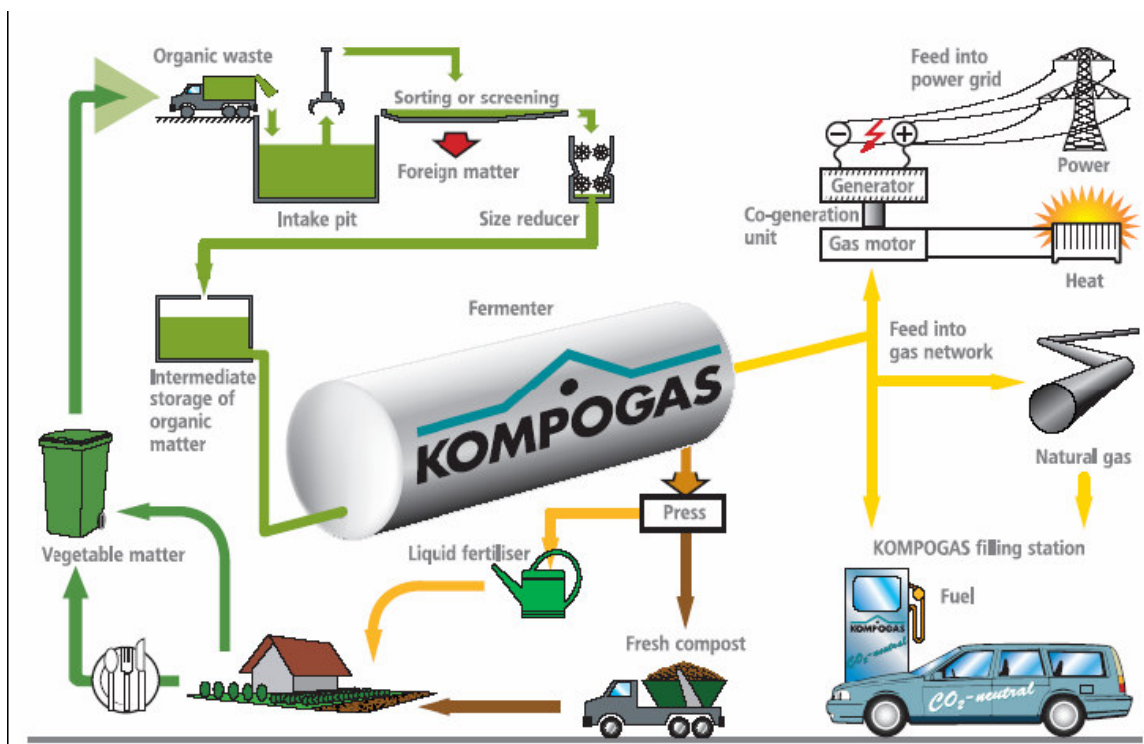 Organic waste
Sorting or screening
Foreign matter
Intake pit
Size reducer
Feed into
power grid
−
+
Power
Generator
Co-generation
unit
Gas motor
Heat
Fermenter
Intermediate
storage of
organic
matter
KOMPOGAS
Feed into
gas network
Natural gas
Vegetable matter
Press
Liquid fertiliser
Fresh compost
KOMPOGAS filling station
Fuel
KOMPOGAS
CO2-neutral
CO2-neutral